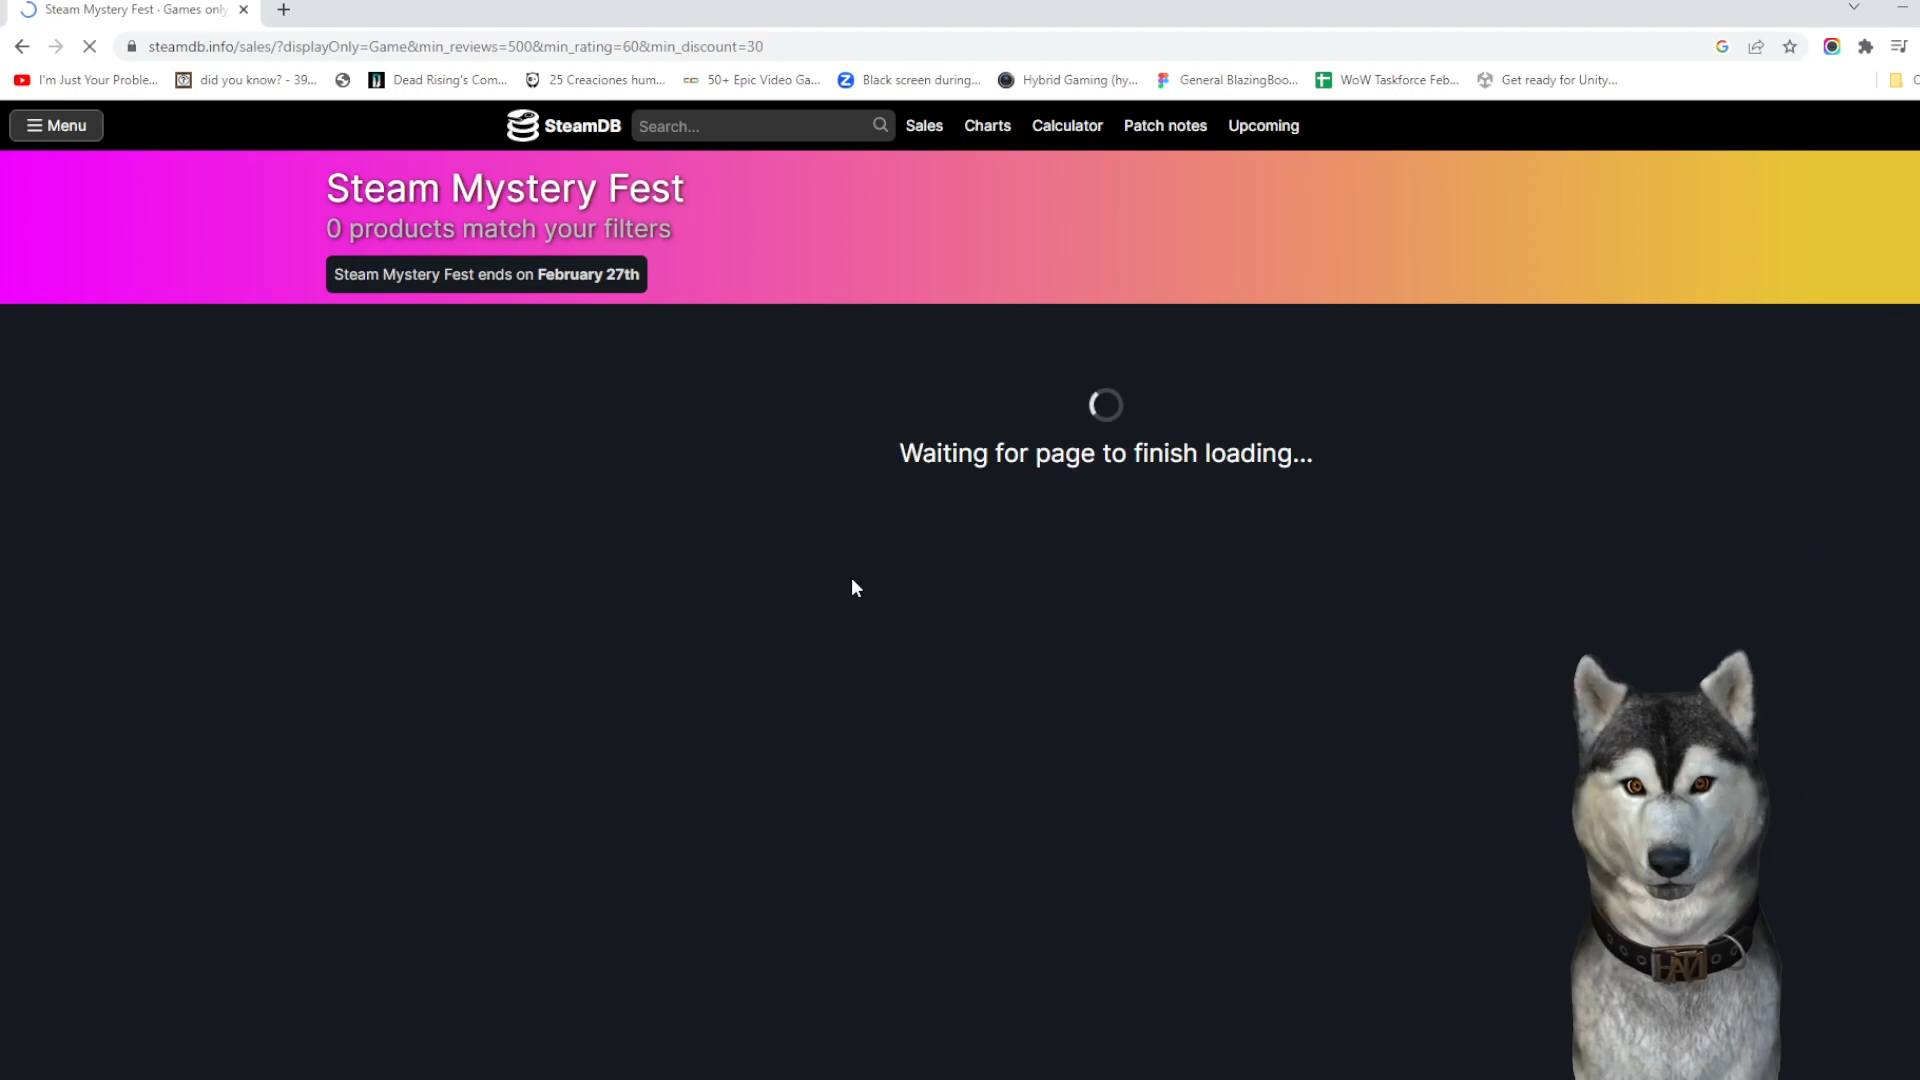 Steam Mystery Fest · Games only
steamdb.info/sales/?displayOnly=Game&min_reviews=500&min_rating=60&min_discount=30
I'm Just Your Proble... did you know? - 39... Dead Rising's Com... 25 Creaciones hum... 50+ Epic Video Ga... Black screen during... Hybrid Gaming (hy... General BlazingBoo... WoW Taskforce Feb... Get ready for Unity...
Menu SteamDB Search... Sales Charts Calculator Patch notes Upcoming
Steam Mystery Fest
0 products match your filters
Steam Mystery Fest ends on February 27th
Waiting for page to finish loading...